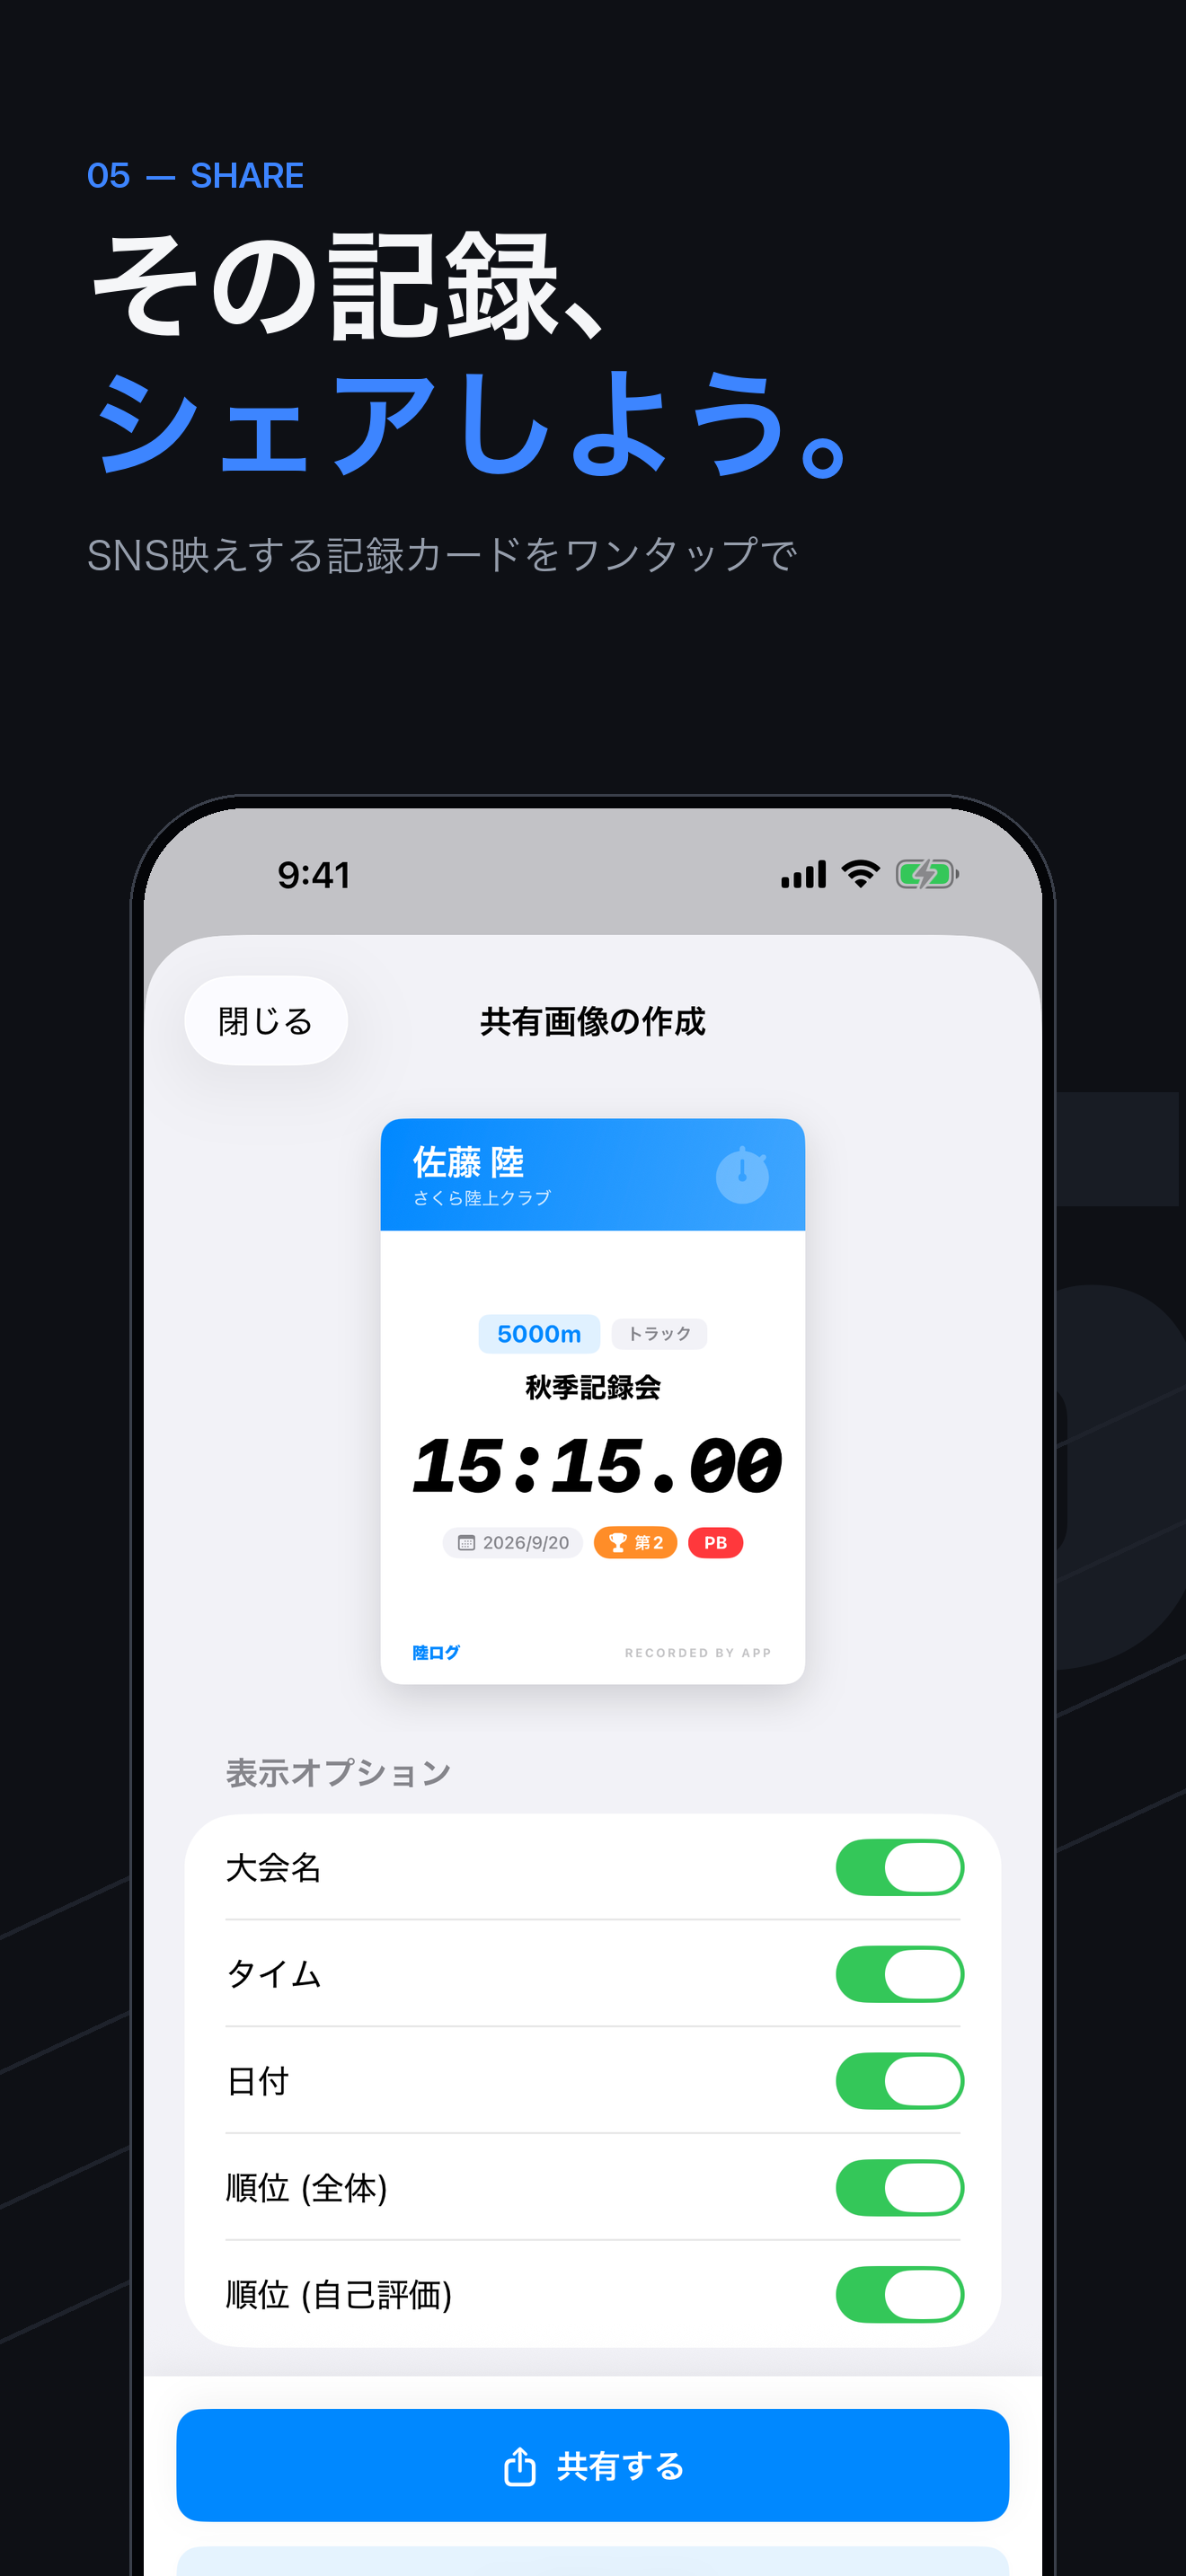 05 — SHARE
その記録、
シェアしよう。
SNS映えする記録カードをワンタップで
9:41
閉じる
共有画像の作成
佐藤 陸
さくら陸上クラブ
5000m
トラック
秋季記録会
15:15.00
2026/9/20
第2
PB
陸ログ
RECORDED BY APP
表示オプション
大会名
タイム
日付
順位 (全体)
順位 (自己評価)
共有する